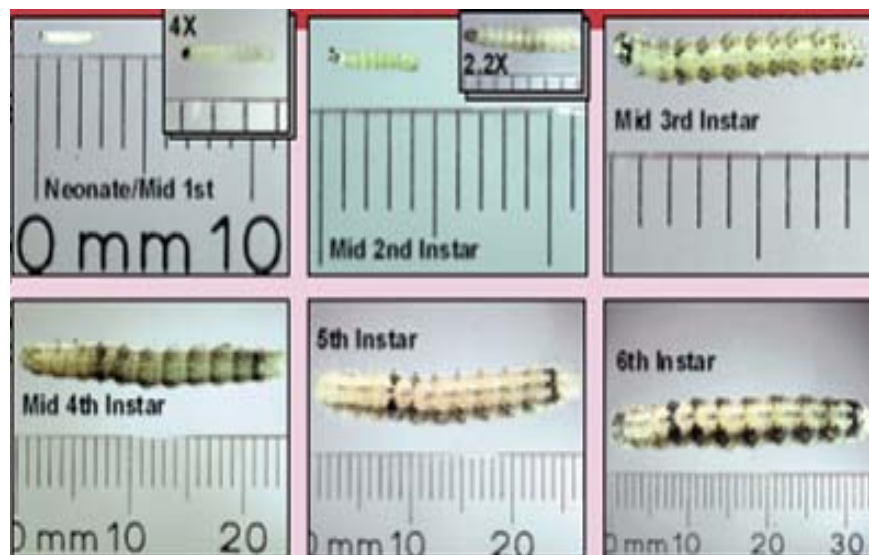 4X
Neonate/Mid 1st
0 mm 10
2.2X
Mid 2nd Instar
Mid 3rd Instar
Mid 4th Instar
0 mm 10 20
5th Instar
0 mm 10 20
6th Instar
0 mm 10 20 30